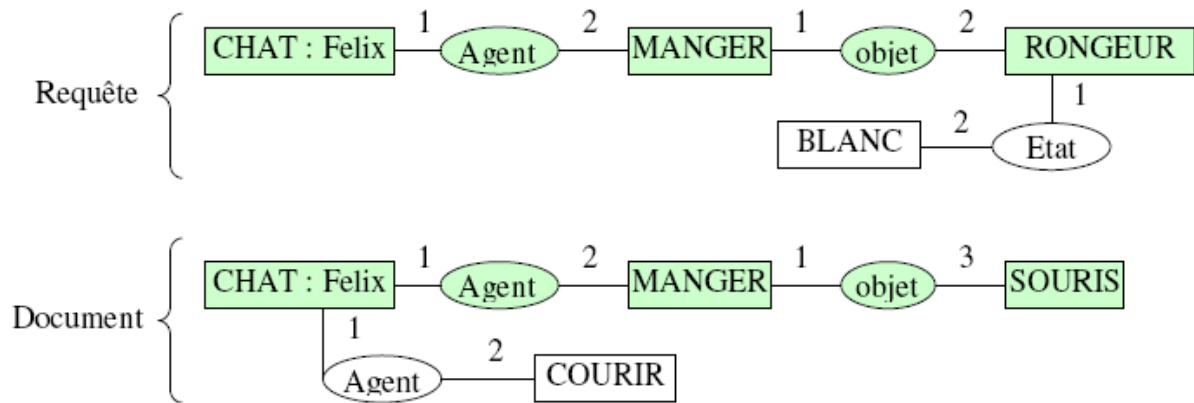 1 2 1 2
CHAT : Felix Agent MANGER objet RONGEUR
Requête
1
2
BLANC Etat
1 2 1 3
CHAT : Felix Agent MANGER objet SOURIS
Document
1
2
Agent COURIR